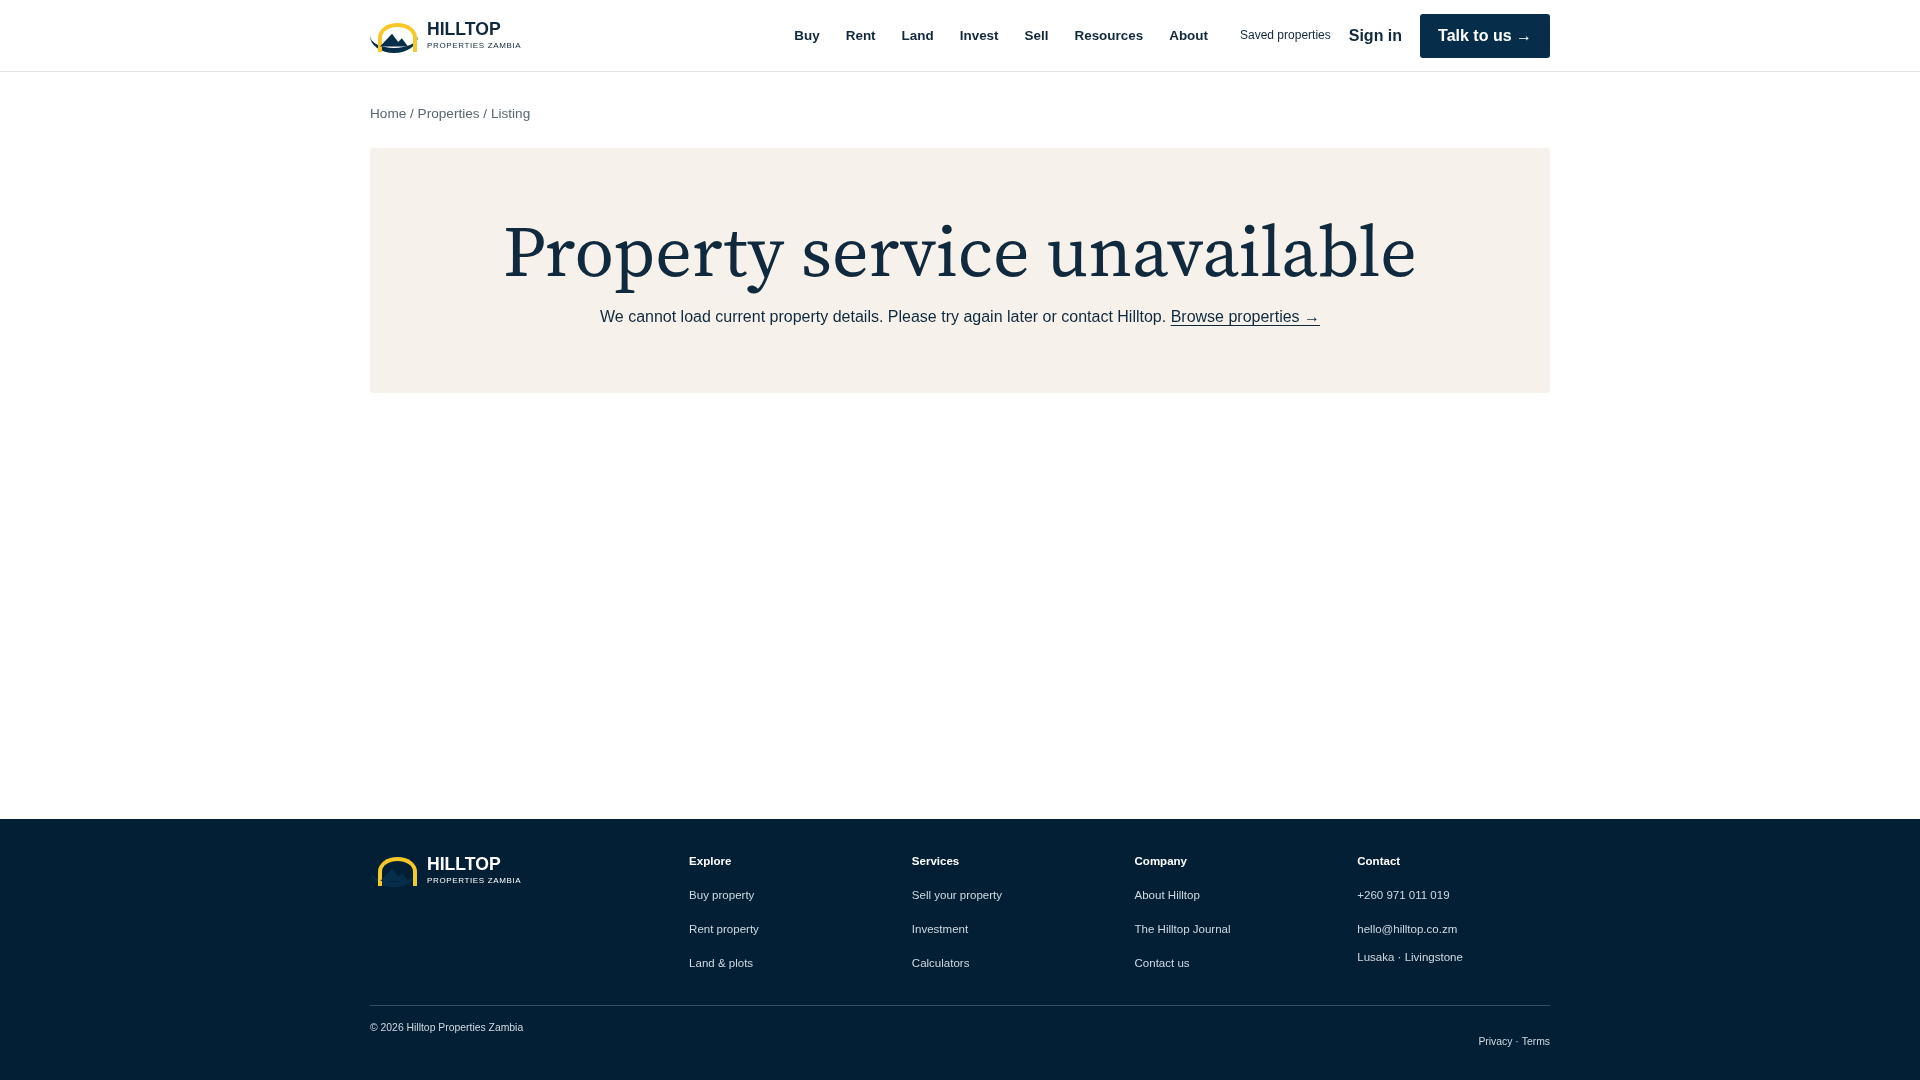 HILLTOP
PROPERTIES ZAMBIA
Buy Rent Land Invest Sell Resources About Saved properties Sign in Talk to us →
Home / Properties / Listing
Property service unavailable
We cannot load current property details. Please try again later or contact Hilltop. Browse properties →
HILLTOP
PROPERTIES ZAMBIA
Explore
Buy property
Rent property
Land & plots
Services
Sell your property
Investment
Calculators
Company
About Hilltop
The Hilltop Journal
Contact us
Contact
+260 971 011 019
hello@hilltop.co.zm
Lusaka · Livingstone
© 2026 Hilltop Properties Zambia
Privacy · Terms